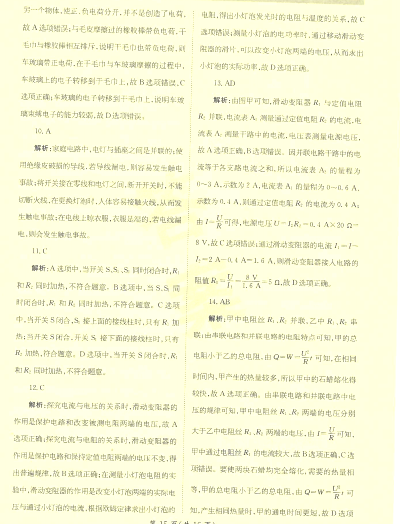 另一个物体,使正、负电荷分开,并不是创造了电荷,
故A选项错误;与毛皮摩擦过的橡胶棒带负电荷,干
毛巾与橡胶棒相互排斥,说明干毛巾也带负电荷,则
车玻璃带正电荷,在干毛巾与车玻璃摩擦的过程中,
车玻璃上的电子转移到干毛巾上,故B选项错误、C
选项正确;车玻璃的电子转移到干毛巾上,说明车玻
璃束缚电子的能力较弱,故D选项错误。
10.A
解析:家庭电路中,电灯与插座之间是并联的;使
用绝缘皮破损的导线,若导线漏电,则容易发生触电
事故;将开关接在零线和电灯之间,断开开关时,不能
切断火线,在更换灯泡时,人体容易接触火线,从而发
生触电事故;在电线上晾衣服,衣服是湿的,若电线漏
电,则会发生触电事故。
11.C
解析:A选项中,当开关S、S₁、S₂同时闭合时,R₁
和R₂同时加热,不符合题意。B选项中,当S、S₁同
时闭合时,R₁和R₂同时加热,不符合题意。C选项
中,当开关S闭合,S₁接上面的接线柱时,只有R₁加
热;当开关S闭合、开关S₁接下面的接线柱时,只有
R₂加热,符合题意。D选项中,当开关S闭合时,R₁
和R₂同时加热,不符合题意。
12.C
解析:探究电流与电压的关系时,滑动变阻器的
作用是保护电路和改变被测电阻两端的电压,故A
选项正确;探究电流与电阻的关系时,滑动变阻器的
作用是保护电路和保持定值电阻两端的电压不变,得
出普遍规律,故B选项正确;在测量小灯泡电阻的实
验中,滑动变阻器的作用是改变小灯泡两端的实际电
压与通过小灯泡的电流,根据欧姆定律求出小灯泡的
电阻,得出小灯泡发光时的电阻与温度的关系,故C
选项错误;测量小灯泡的电功率时,通过移动滑动变
阻器的滑片,可以改变小灯泡两端的电压,从而求出
小灯泡的实际功率,故D选项正确。
13.AD
解析:由图甲可知,滑动变阻器R₁与定值电阻
R₂并联,电流表A₂测量通过定值电阻R₂的电流,电
流表A₁测量干路中的电流,电压表测量电源电压,
故A选项正确,B选项错误。因并联电路干路中的电
流等于各支路电流之和,所以电流表A₁的量程为
0~3 A,示数为2 A,电流表A₂的量程为0~0.6 A,
示数为0.4 A,则通过定值电阻R₂的电流为0.4 A;
由I=U/R可得,电源电压U=I₂R₂=0.4 A×20 Ω=
8 V,故C选项错误;通过滑动变阻器的电流I₁=I-
I₂=2 A-0.4 A=1.6 A,则滑动变阻器接入电路的
阻值R₁=U/I₁=8 V/1.6 A=5 Ω,故D选项正确。
14.AB
解析:甲中电阻丝R₁、R₂并联,乙中R₁、R₂串
联;由串联电路和并联电路的电阻特点可知,甲的总
电阻小于乙的总电阻,由Q=W=U²/R t可知,在相同
时间内,甲产生的热量较多,所以甲中的石蜡熔化得
较快,故A选项正确。由串联电路和并联电路中电
压的规律可知,甲中电阻丝R₁、R₂两端的电压分别
大于乙中电阻丝R₁、R₂两端的电压,由I=U/R可知,
甲中通过电阻丝R₁的电流较大,故B选项正确、C选
项错误。要使两块石蜡均完全熔化,需要的热量相
等,甲的总电阻小于乙的总电阻,由Q=W=U²/R t可
知,产生相同热量时,甲的通电时间更短,故D选项